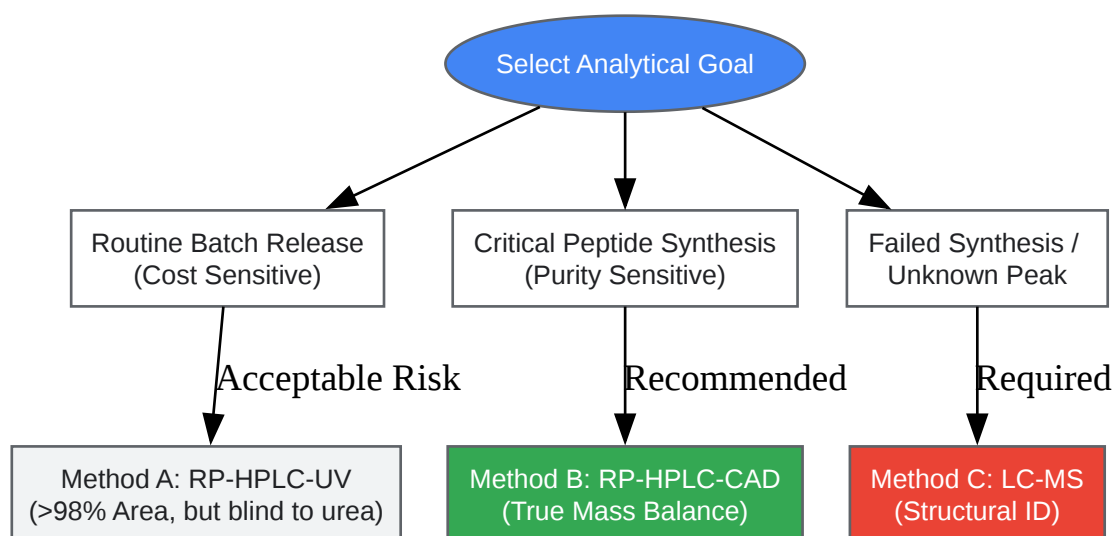 Select Analytical Goal
Routine Batch Release
(Cost Sensitive)
Critical Peptide Synthesis
(Purity Sensitive)
Failed Synthesis /
Unknown Peak
Acceptable Risk
Recommended
Required
Method A: RP-HPLC-UV
(>98% Area, but blind to urea)
Method B: RP-HPLC-CAD
(True Mass Balance)
Method C: LC-MS
(Structural ID)